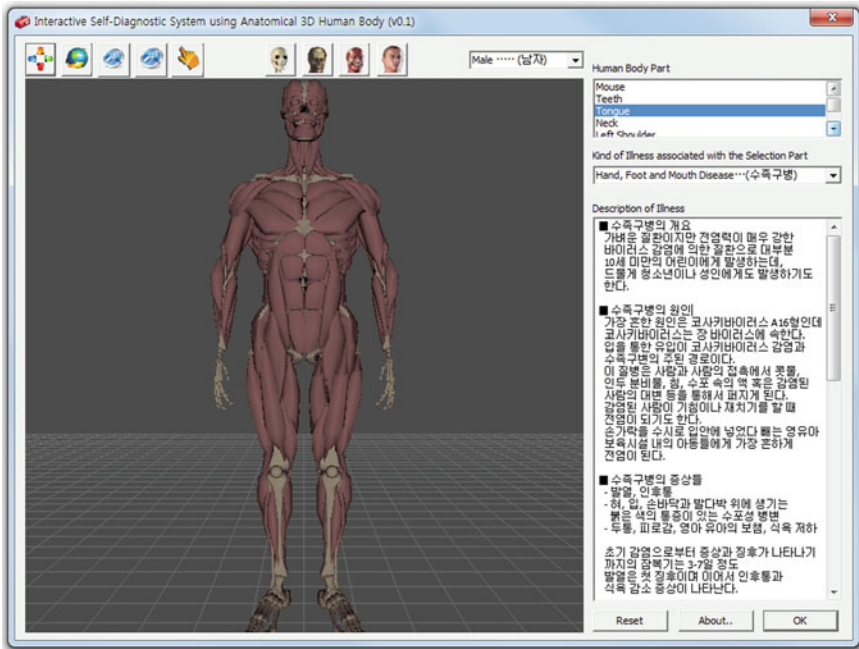 Interactive Self-Diagnostic System using Anatomical 3D Human Body (v0.1)
Male ····· (남자)
Human Body Part
Mouse
Teeth
Tongue
Neck
Left Shoulder
Kind of Illness associated with the Selection Part
Hand, Foot and Mouth Disease···(수족구병)
Description of Illness
■ 수족구병의 개요
가벼운 질환이지만 전염력이 매우 강한
바이러스 감염에 의한 질환으로 대부분
10세 미만의 어린이에게 발생하는데,
드물게 청소년이나 성인에게도 발생하기도
한다.
■ 수족구병의 원인
가장 흔한 원인은 코사키바이러스 A16형인데
코사키바이러스는 장 바이러스에 속한다.
입을 통한 유입이 코사키바이러스 감염과
수족구변의 주된 경로이다.
이 질병은 사람과 사람의 접촉에서 콧물,
인두 분비물, 침, 수포 속의 액 혹은 감염된
사람의 대변 등을 통해서 퍼지게 된다.
감염된 사람이 기침이나 재치기를 할 때
전염이 되기도 한다.
손가락을 수시로 입안에 넣었다 빼는 영유아
보육시설 내의 아동들에게 가장 흔하게
전염이 된다.
■ 수족구병의 증상들
- 발열, 인후통
- 혀, 입, 손바닥과 발다박 위에 생기는
붉은 색의 통증이 있는 수포성 병변
- 두통, 피로감, 영아 유아의 보챔, 식욕 저하
초기 감염으로부터 증상과 징후가 나타나기
까지의 잠복기는 3-7일 정도
발열은 첫 징후이며 이어서 인후통과
식욕 감소 증상이 나타난다.
Reset
About..
OK